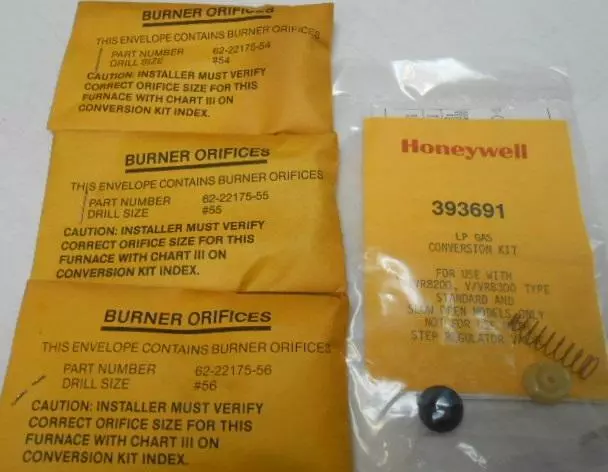 BURNER ORIFICES
THIS ENVELOPE CONTAINS BURNER ORIFICES
PART NUMBER 62-22175-54
DRILL SIZE #54
CAUTION: INSTALLER MUST VERIFY
CORRECT ORIFICE SIZE FOR THIS
FURNACE WITH CHART III ON
CONVERSION KIT INDEX.
BURNER ORIFICES
THIS ENVELOPE CONTAINS BURNER ORIFICES
PART NUMBER 62-22175-55
DRILL SIZE #55
CAUTION: INSTALLER MUST VERIFY
CORRECT ORIFICE SIZE FOR THIS
FURNACE WITH CHART III ON
CONVERSION KIT INDEX.
BURNER ORIFICES
THIS ENVELOPE CONTAINS BURNER ORIFICES
PART NUMBER 62-22175-56
DRILL SIZE #56
CAUTION: INSTALLER MUST VERIFY
CORRECT ORIFICE SIZE FOR THIS
FURNACE WITH CHART III ON
CONVERSION KIT INDEX.
Honeywell
393691
LP GAS
CONVERSION KIT
FOR USE WITH
VR8200, V/VR8300 TYPE
STANDARD AND
SLOW OPEN MODELS ONLY
NOT FOR USE
STEP REGULATOR